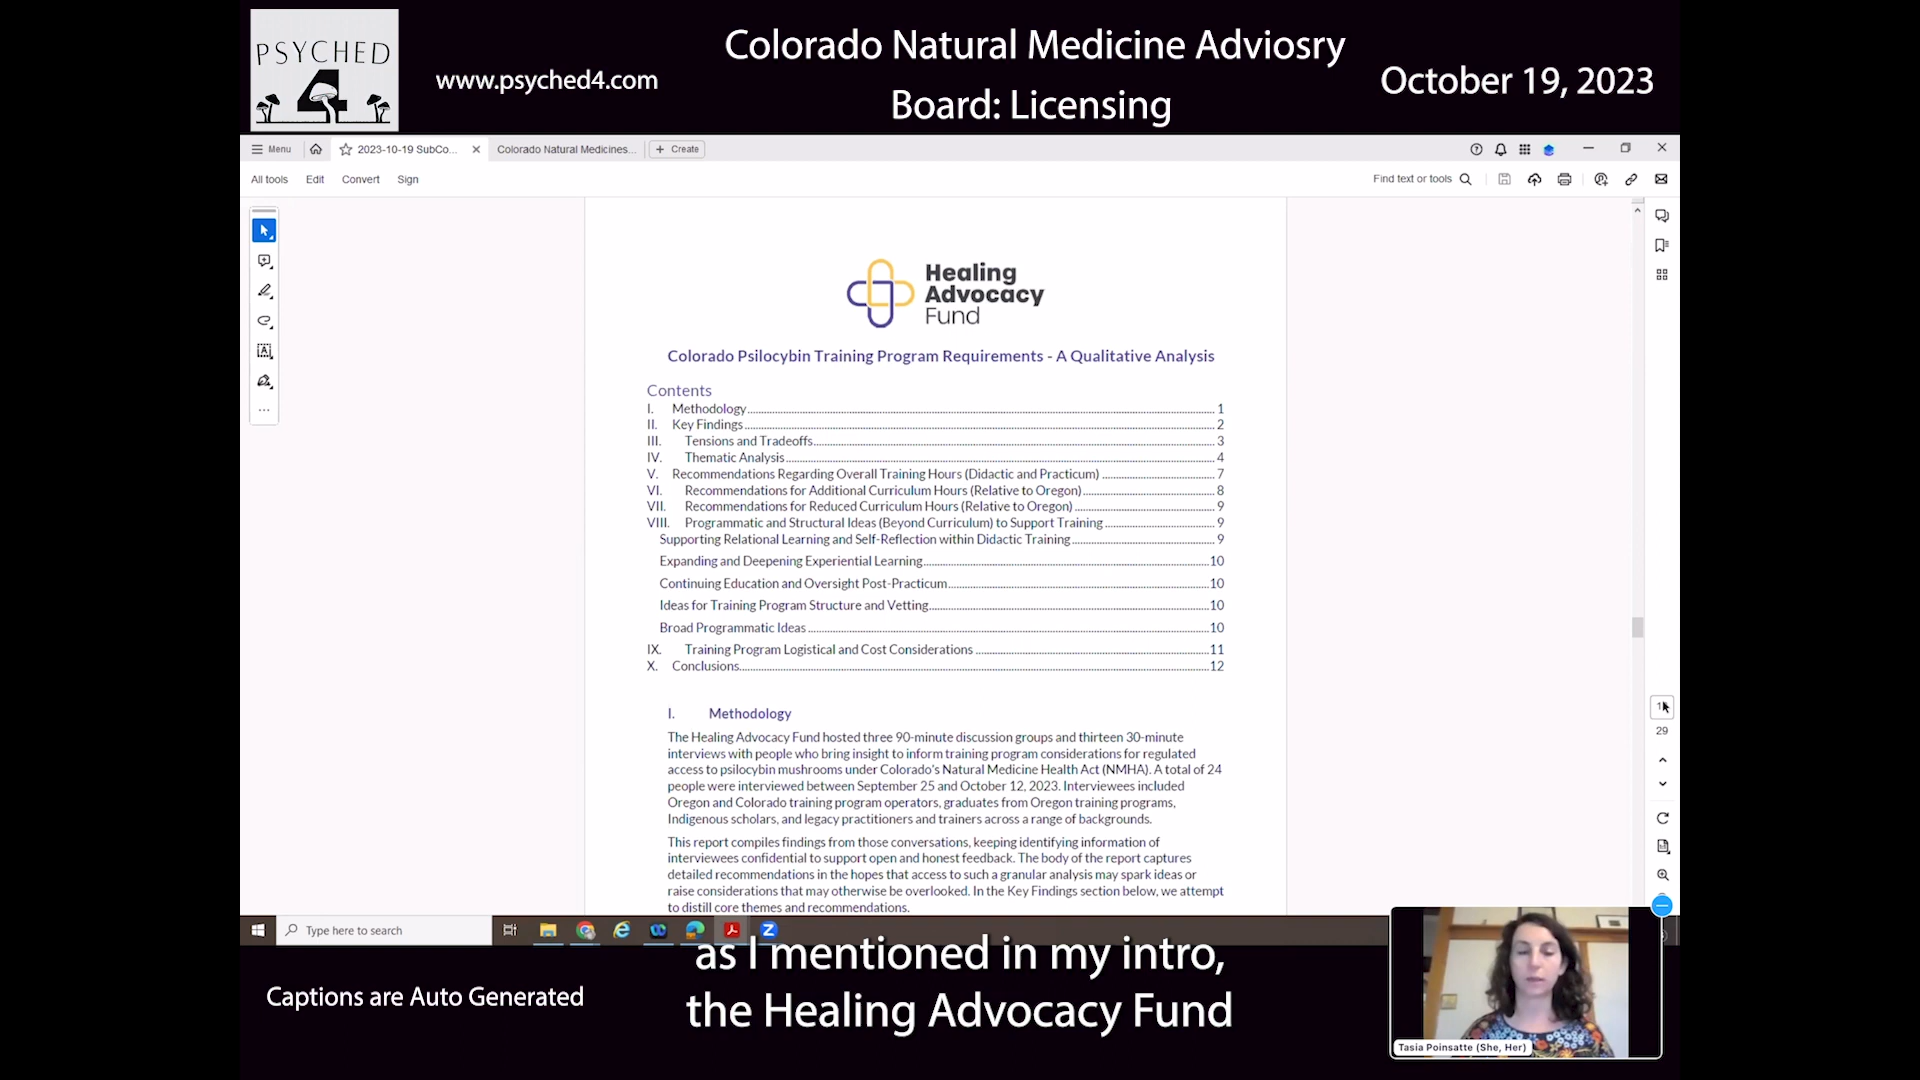 PSYCHED
4
www.psyched4.com
Colorado Natural Medicine Adviosry
Board: Licensing
October 19, 2023
Menu
2023-10-19 SubCo...
Colorado Natural Medicines...
+ Create
All tools
Edit
Convert
Sign
Find text or tools
Healing
Advocacy
Fund
Colorado Psilocybin Training Program Requirements - A Qualitative Analysis
Contents
I. Methodology 1
II. Key Findings 2
III. Tensions and Tradeoffs 3
IV. Thematic Analysis 4
V. Recommendations Regarding Overall Training Hours (Didactic and Practicum) 7
VI. Recommendations for Additional Curriculum Hours (Relative to Oregon) 8
VII. Recommendations for Reduced Curriculum Hours (Relative to Oregon) 9
VIII. Programmatic and Structural Ideas (Beyond Curriculum) to Support Training 9
Supporting Relational Learning and Self-Reflection within Didactic Training 9
Expanding and Deepening Experiential Learning 10
Continuing Education and Oversight Post-Practicum 10
Ideas for Training Program Structure and Vetting 10
Broad Programmatic Ideas 10
IX. Training Program Logistical and Cost Considerations 11
X. Conclusions 12
I. Methodology
The Healing Advocacy Fund hosted three 90-minute discussion groups and thirteen 30-minute
interviews with people who bring insight to inform training program considerations for regulated
access to psilocybin mushrooms under Colorado's Natural Medicine Health Act (NMHA). A total of 24
people were interviewed between September 25 and October 12, 2023. Interviewees included
Oregon and Colorado training program operators, graduates from Oregon training programs,
Indigenous scholars, and legacy practitioners and trainers across a range of backgrounds.
This report compiles findings from those conversations, keeping identifying information of
interviewees confidential to support open and honest feedback. The body of the report captures
detailed recommendations in the hopes that access to such a granular analysis may spark ideas or
raise considerations that may otherwise be overlooked. In the Key Findings section below, we attempt
to distill core themes and recommendations.
29
Type here to search
as I mentioned in my intro,
the Healing Advocacy Fund
Captions are Auto Generated
Tasia Poinsatte (She, Her)